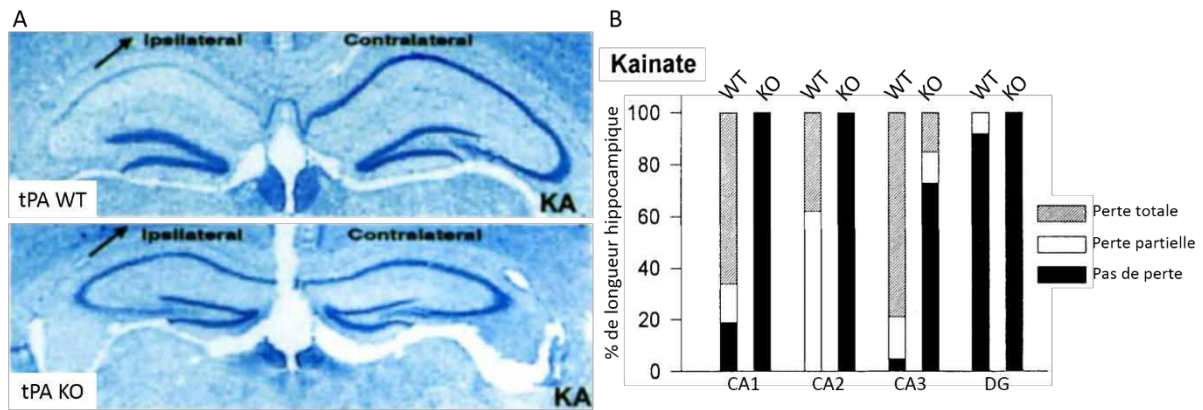 A
Ipsilateral
Contralateral
tPA WT
KA
Ipsilateral
Contralateral
tPA KO
KA
B
Kainate
WT KO WT KO WT KO WT KO
% de longueur hippocampique
100
80
60
40
20
0
CA1 CA2 CA3 DG
Perte totale
Perte partielle
Pas de perte